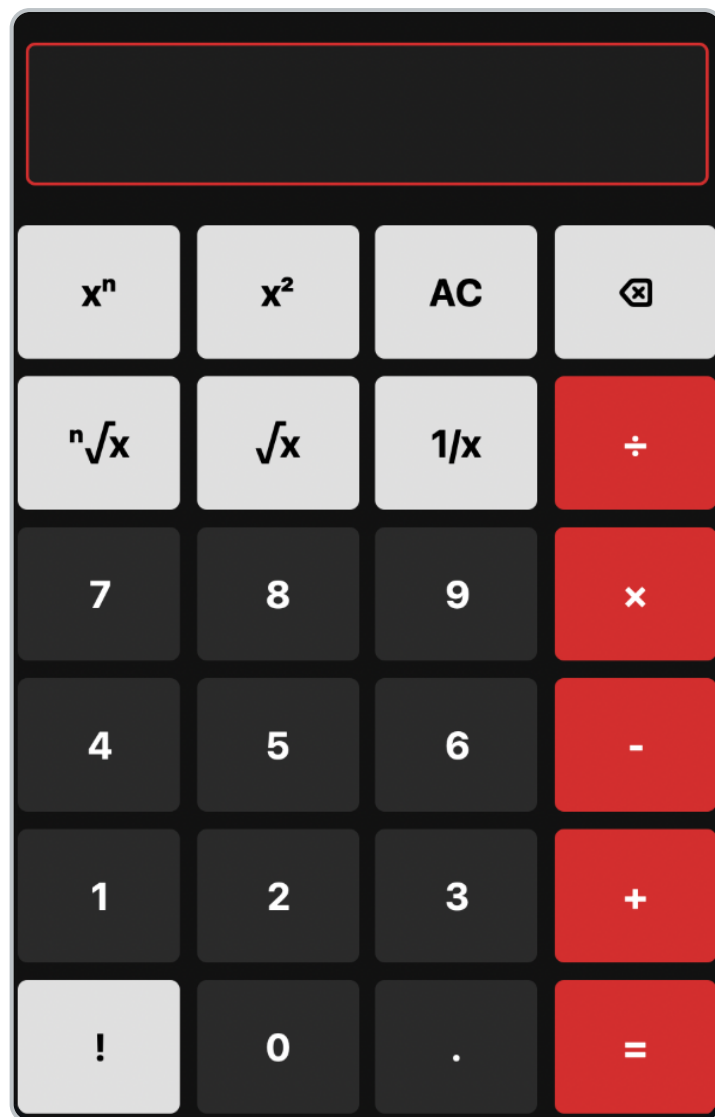 xⁿ x² AC
ⁿ√x √x 1/x ÷
7 8 9 ×
4 5 6 -
1 2 3 +
! 0 . =